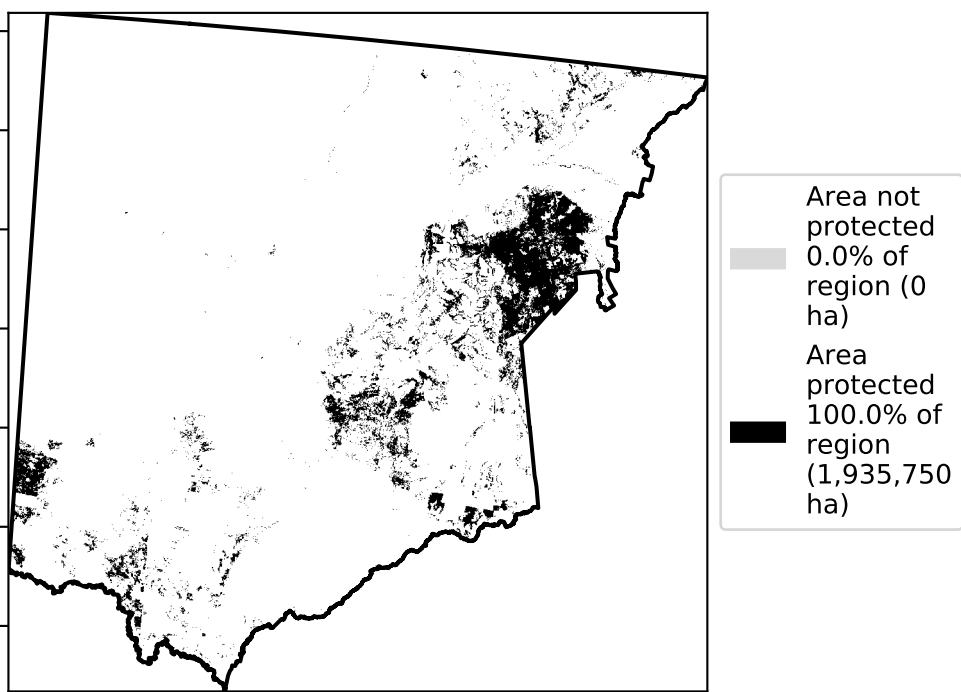 Area not
protected
0.0% of
region (0
ha)
Area
protected
100.0% of
region
(1,935,750
ha)